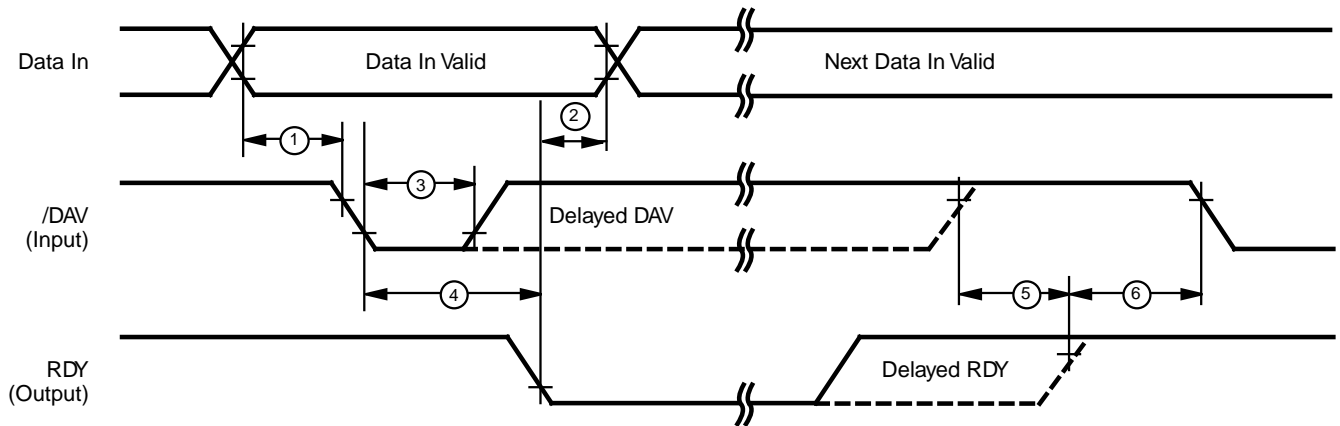 Data In
Data In Valid
Next Data In Valid
1
2
3
/DAV
(Input)
Delayed DAV
4
5
6
RDY
(Output)
Delayed RDY